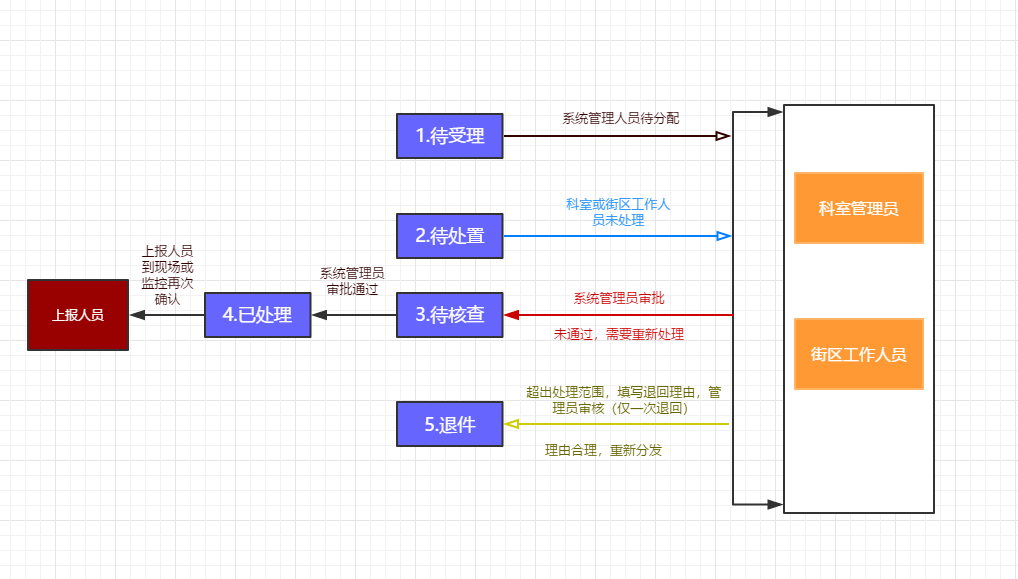 系统管理人员待分配
1.待受理
科室管理员
科室或街区工作人
员未处理
2.待处置
上报人员
到现场或
监控再次
确认
系统管理员
审批通过
系统管理员审批
上报人员
4.已处理
3.待核查
未通过，需要重新处理
街区工作人员
超出处理范围，填写退回理由，管
理员审核（仅一次退回）
5.退件
理由合理，重新分发